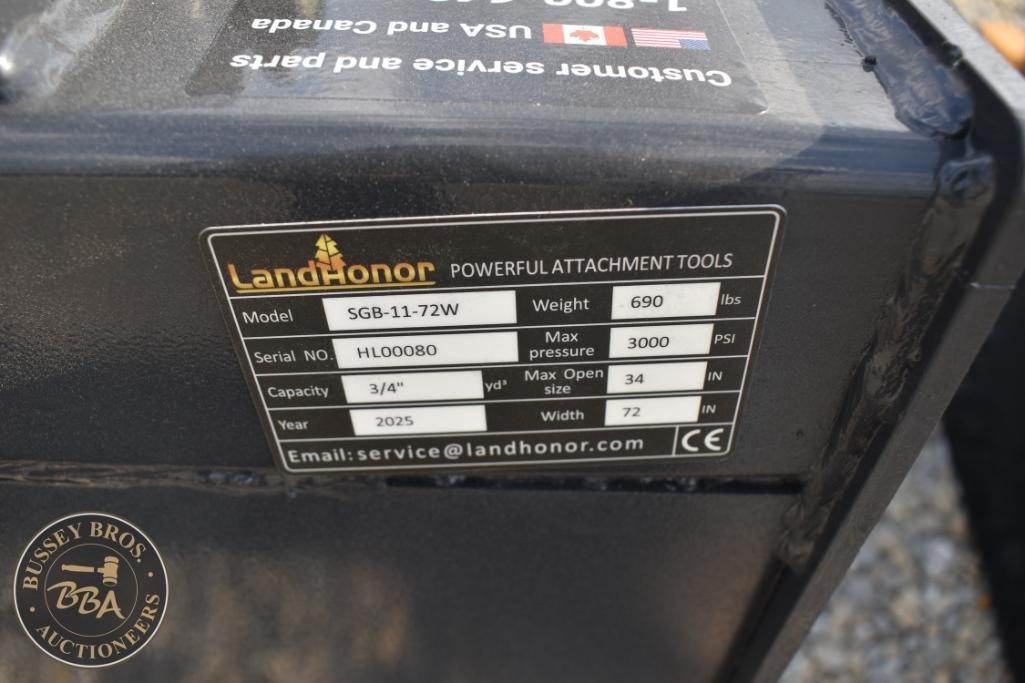 1-800-
USA and Canada
Customer service and parts
LandHonor POWERFUL ATTACHMENT TOOLS
Model SGB-11-72W Weight 690 lbs
Serial NO. HL00080 Max pressure 3000 PSI
Capacity 3/4" yd³ Max Open size 34 IN
Year 2025 Width 72 IN
Email:service@landhonor.com CE
BUSSEY BROS.
BBA
AUCTIONEERS